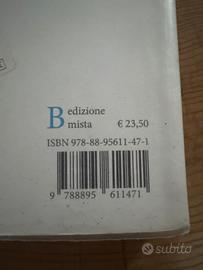 B edizione
mista € 23,50
ISBN 978-88-95611-47-1
9 788895 611471
subito